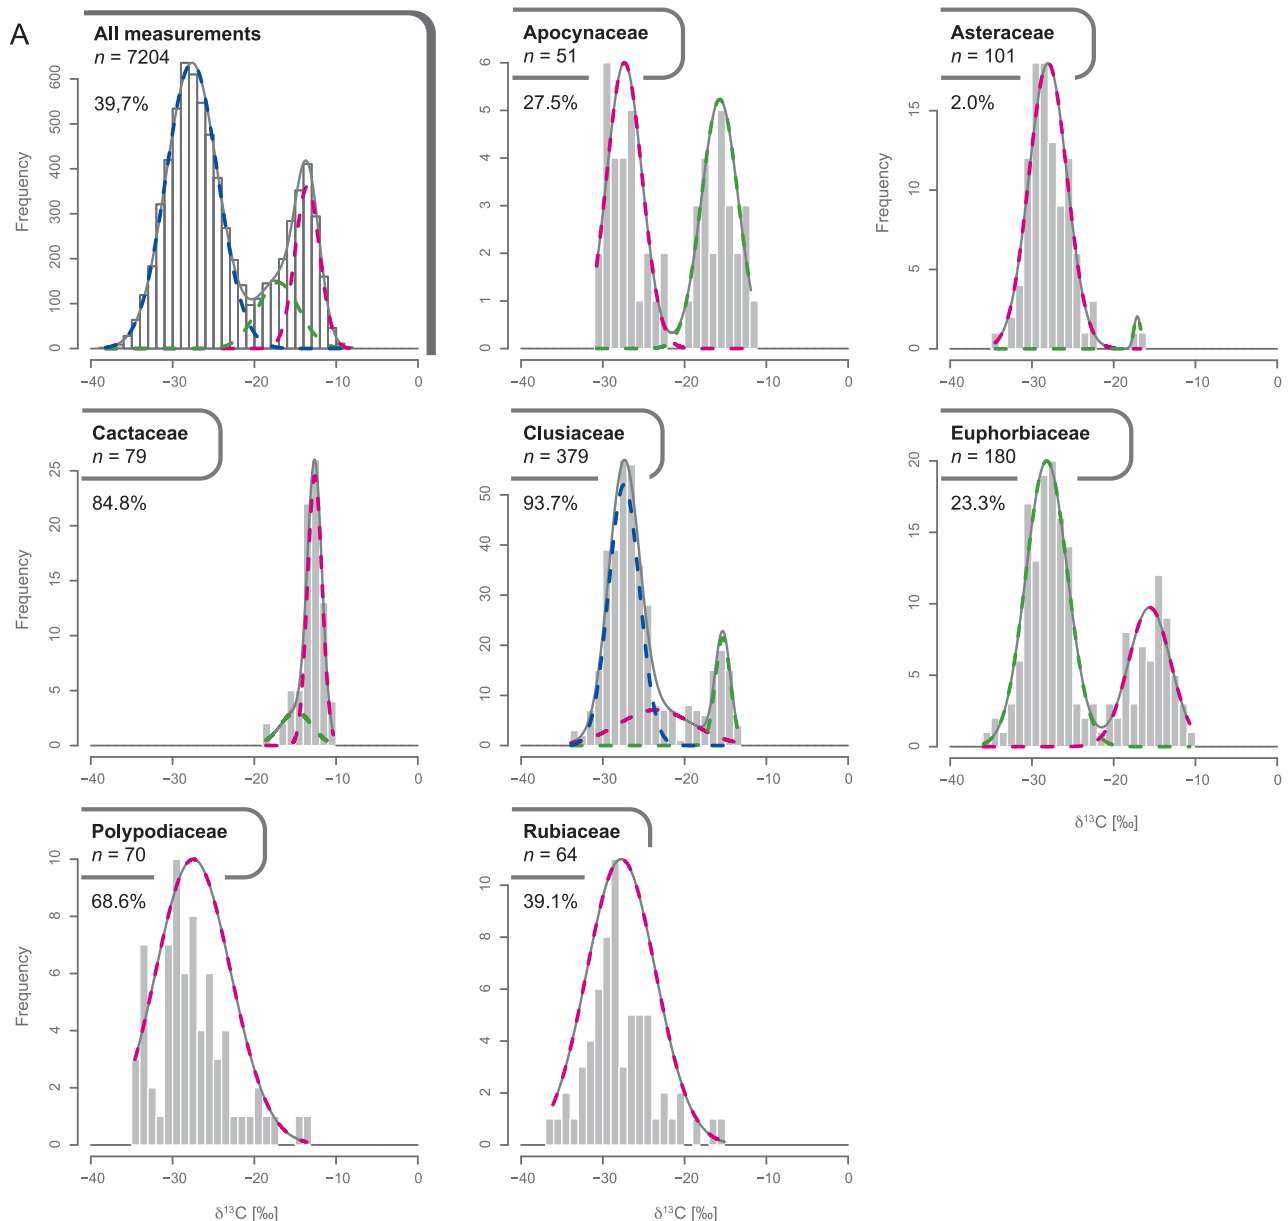 A
All measurements
n = 7204
39,7%
Frequency
0 100 200 300 400 500 600
−40 −30 −20 −10 0
Apocynaceae
n = 51
27.5%
0 1 2 3 4 5 6
−40 −30 −20 −10 0
Asteraceae
n = 101
2.0%
Frequency
0 5 10 15
−40 −30 −20 −10 0
Cactaceae
n = 79
84.8%
Frequency
0 5 10 15 20 25
−40 −30 −20 −10 0
Clusiaceae
n = 379
93.7%
0 10 20 30 40 50
−40 −30 −20 −10 0
Euphorbiaceae
n = 180
23.3%
0 5 10 15 20
−40 −30 −20 −10 0
δ¹³C [‰]
Polypodiaceae
n = 70
68.6%
Frequency
0 2 4 6 8 10
−40 −30 −20 −10 0
δ¹³C [‰]
Rubiaceae
n = 64
39.1%
0 2 4 6 8 10
−40 −30 −20 −10 0
δ¹³C [‰]